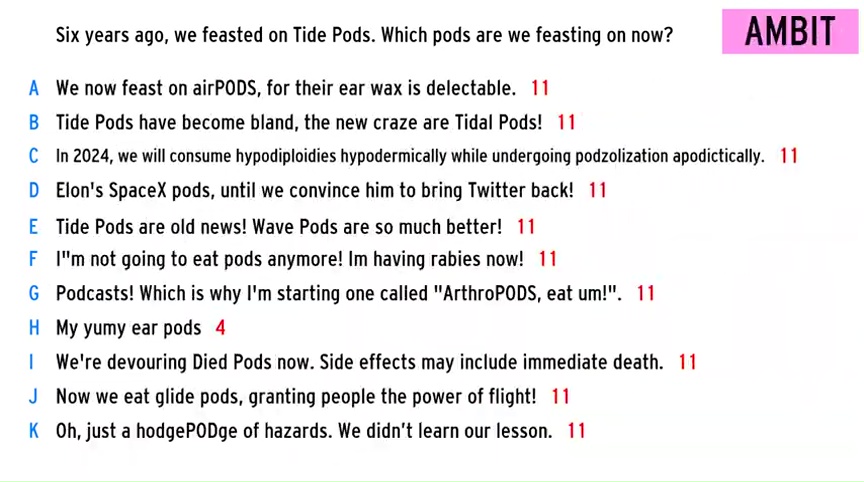 Six years ago, we feasted on Tide Pods. Which pods are we feasting on now?
AMBIT
A We now feast on airPODS, for their ear wax is delectable. 11
B Tide Pods have become bland, the new craze are Tidal Pods! 11
C In 2024, we will consume hypodiploidies hypodermically while undergoing podzolization apodictically. 11
D Elon's SpaceX pods, until we convince him to bring Twitter back! 11
E Tide Pods are old news! Wave Pods are so much better! 11
F I"m not going to eat pods anymore! Im having rabies now! 11
G Podcasts! Which is why I'm starting one called "ArthroPODS, eat um!". 11
H My yumy ear pods 4
I We're devouring Died Pods now. Side effects may include immediate death. 11
J Now we eat glide pods, granting people the power of flight! 11
K Oh, just a hodgePODge of hazards. We didn't learn our lesson. 11